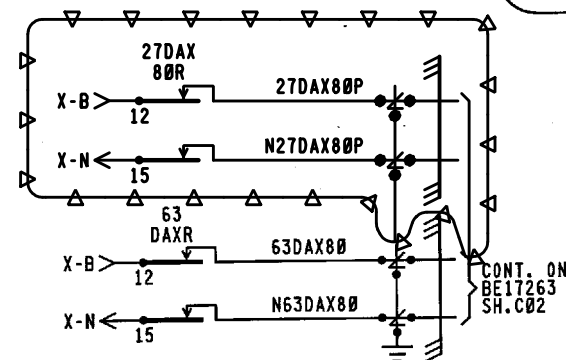 27DAX
80R
X-B
12
27DAX80P
X-N
15
N27DAX80P
63
DAXR
X-B
12
63DAX80
X-N
15
N63DAX80
CONT. ON
BE17263
SH.C02